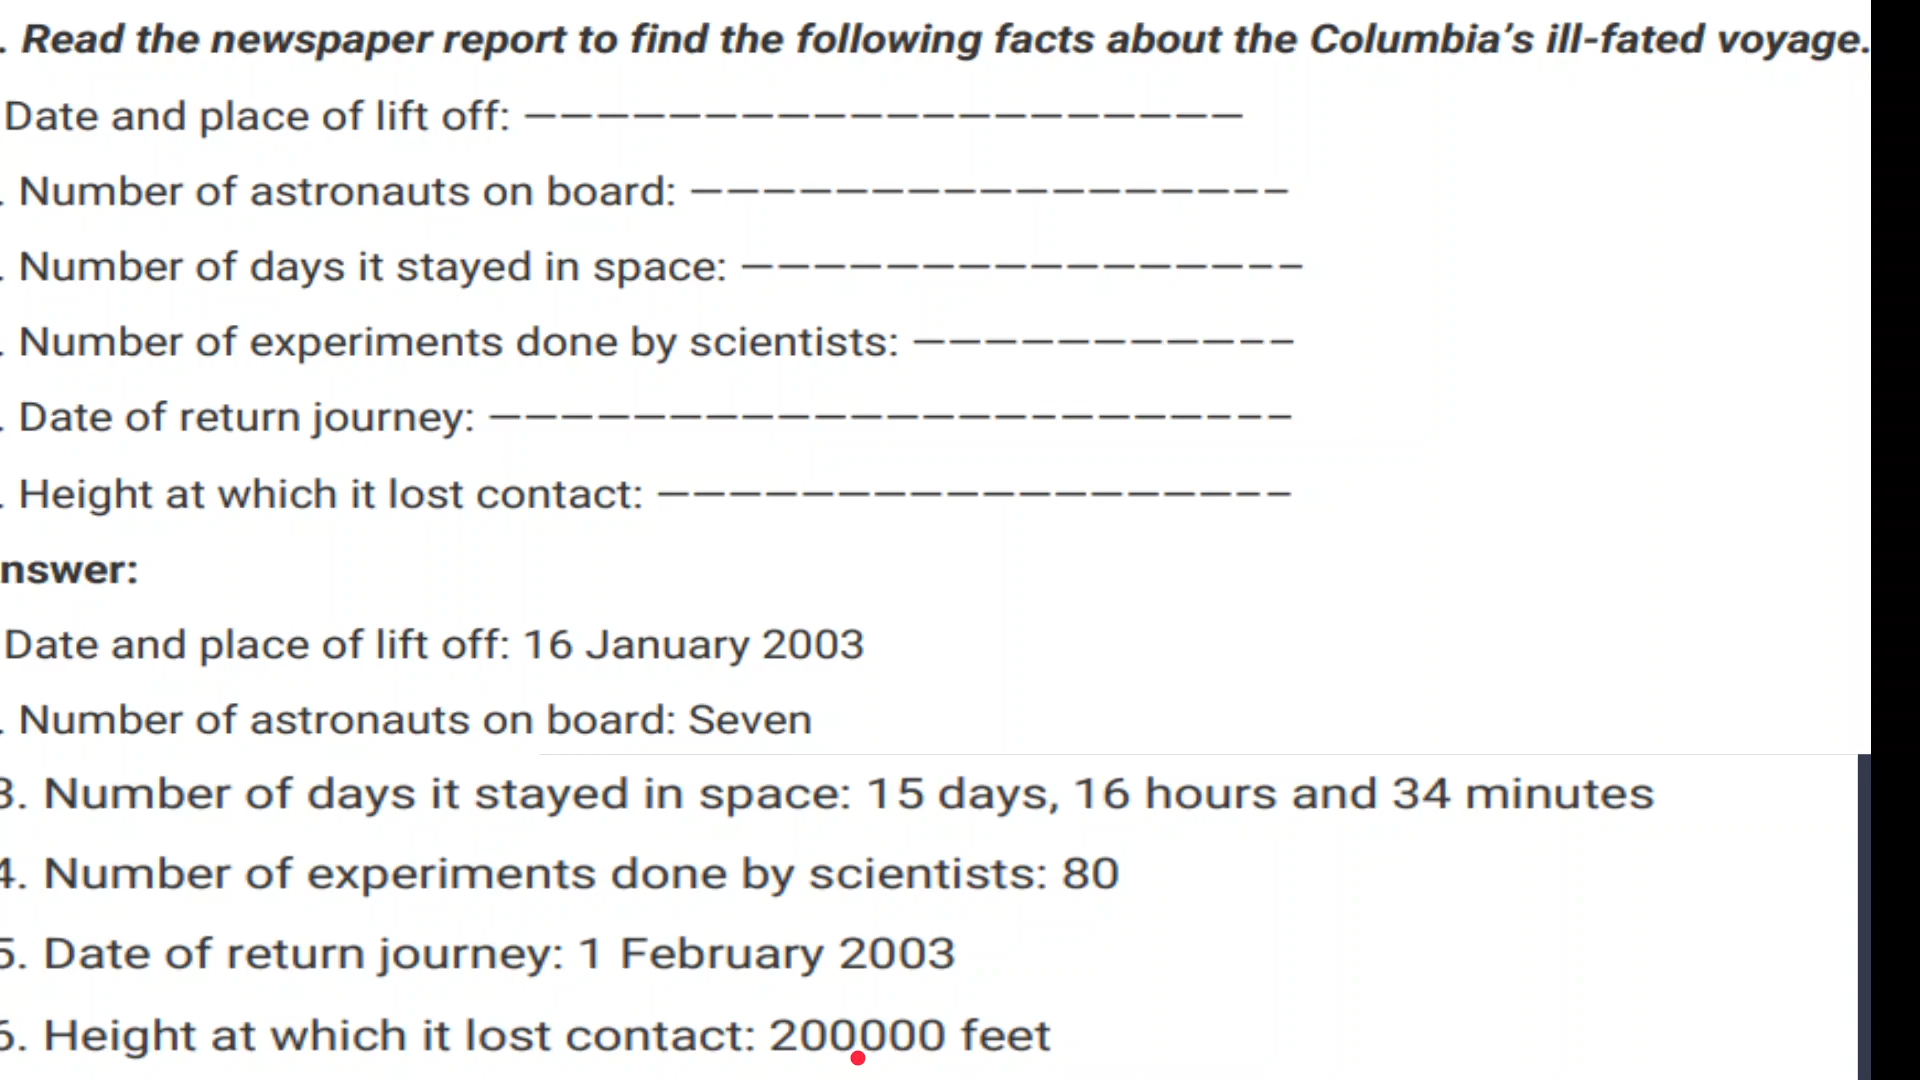 . Read the newspaper report to find the following facts about the Columbia’s ill-fated voyage.
Date and place of lift off: ————————————————————
. Number of astronauts on board: —————————————————
. Number of days it stayed in space: ————————————————
. Number of experiments done by scientists: ———————————
. Date of return journey: ———————————————————————
. Height at which it lost contact: ——————————————————
nswer:
Date and place of lift off: 16 January 2003
. Number of astronauts on board: Seven
3. Number of days it stayed in space: 15 days, 16 hours and 34 minutes
4. Number of experiments done by scientists: 80
5. Date of return journey: 1 February 2003
6. Height at which it lost contact: 200000 feet